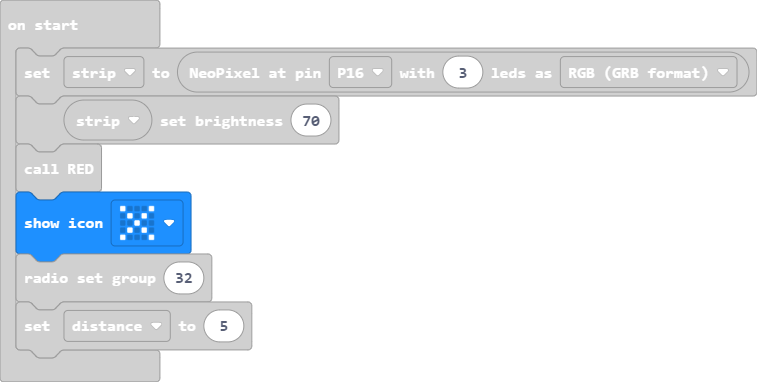 on start
set strip to NeoPixel at pin P16 with 3 leds as RGB (GRB format)
strip set brightness 70
call RED
show icon
radio set group 32
set distance to 5